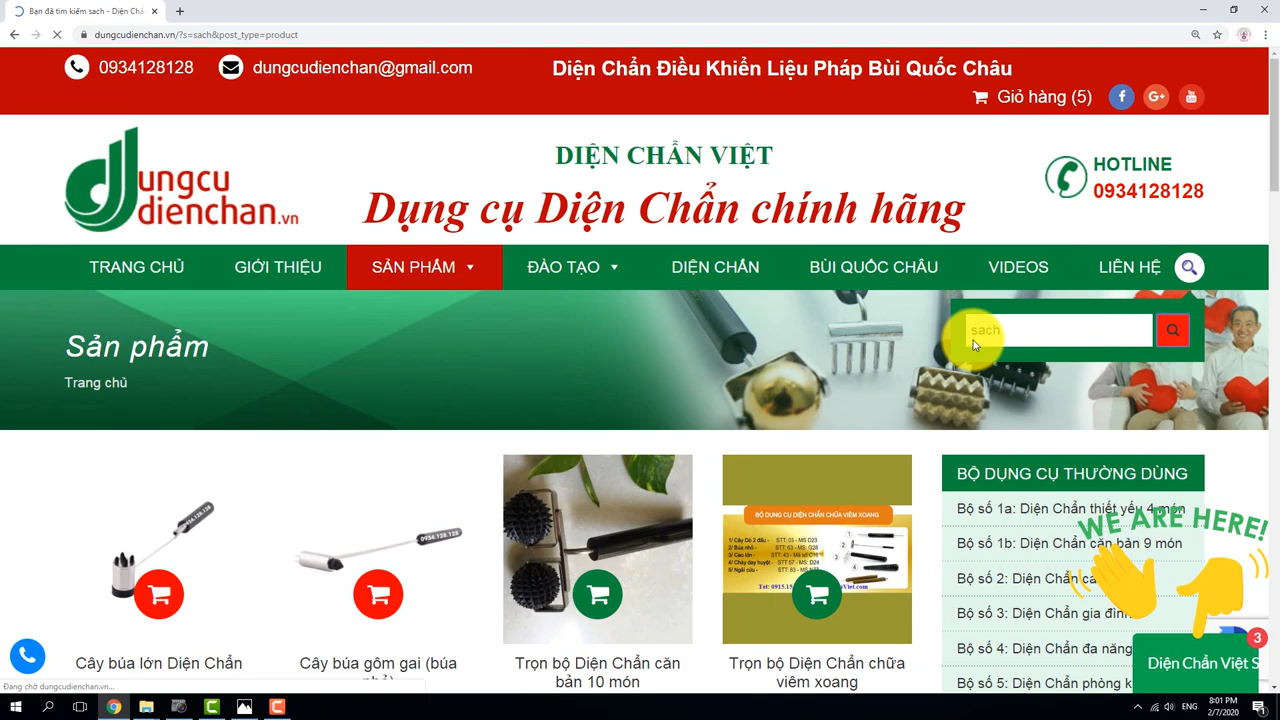 Bạn đã tìm kiếm sach - Diện Chẩ
dungcudienchan.vn/?s=sach&post_type=product
0934128128
dungcudienchan@gmail.com
Diện Chẩn Điều Khiển Liệu Pháp Bùi Quốc Châu
Giỏ hàng (5)
ungcu
dienchan.vn
DIỆN CHẨN VIỆT
Dụng cụ Diện Chẩn chính hãng
HOTLINE
0934128128
TRANG CHỦ
GIỚI THIỆU
SẢN PHẨM
ĐÀO TẠO
DIỆN CHẨN
BÙI QUỐC CHÂU
VIDEOS
LIÊN HỆ
sach
Sản phẩm
Trang chủ
BỘ DỤNG CỤ DIỆN CHẨN CHỮA VIÊM XOANG
Cây búa lớn Diện Chẩn
Cây búa gôm gai (búa
nhỏ)
Trọn bộ Diện Chẩn căn
bản 10 món
Trọn bộ Diện Chẩn chữa
viêm xoang
BỘ DỤNG CỤ THƯỜNG DÙNG
Bộ số 1a: Diện Chẩn thiết yếu 4 món
Bộ số 1b: Diện Chẩn căn bản 9 món
Bộ số 2: Diện Chẩn că
Bộ số 3: Diện Chẩn gia đìn
Bộ số 4: Diện Chẩn đa năng
Bộ số 5: Diện Chẩn phòng k
WE ARE HERE!
3
Diện Chẩn Việt S
Đang chờ dungcudienchan.vn...
ENG
8:01 PM
2/7/2020